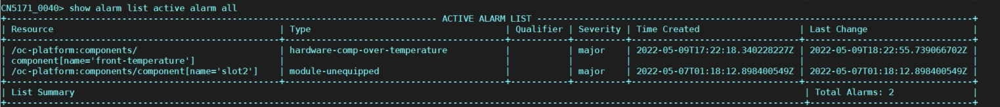 CN5171_0040> show alarm list active alarm all
+---------------------------------------------------------------------------------- ACTIVE ALARM LIST -----------------------------------------------------------------------------------+
| Resource | Type | Qualifier | Severity | Time Created | Last Change |
| /oc-platform:components/ | hardware-comp-over-temperature | | major | 2022-05-09T17:22:18.340228227Z | 2022-05-09T18:22:55.739066702Z |
| component[name='front-temperature'] | | | | | |
| /oc-platform:components/component[name='slot2'] | module-unequipped | | major | 2022-05-07T01:18:12.898400549Z | 2022-05-07T01:18:12.898400549Z |
| List Summary | Total Alarms: 2 |